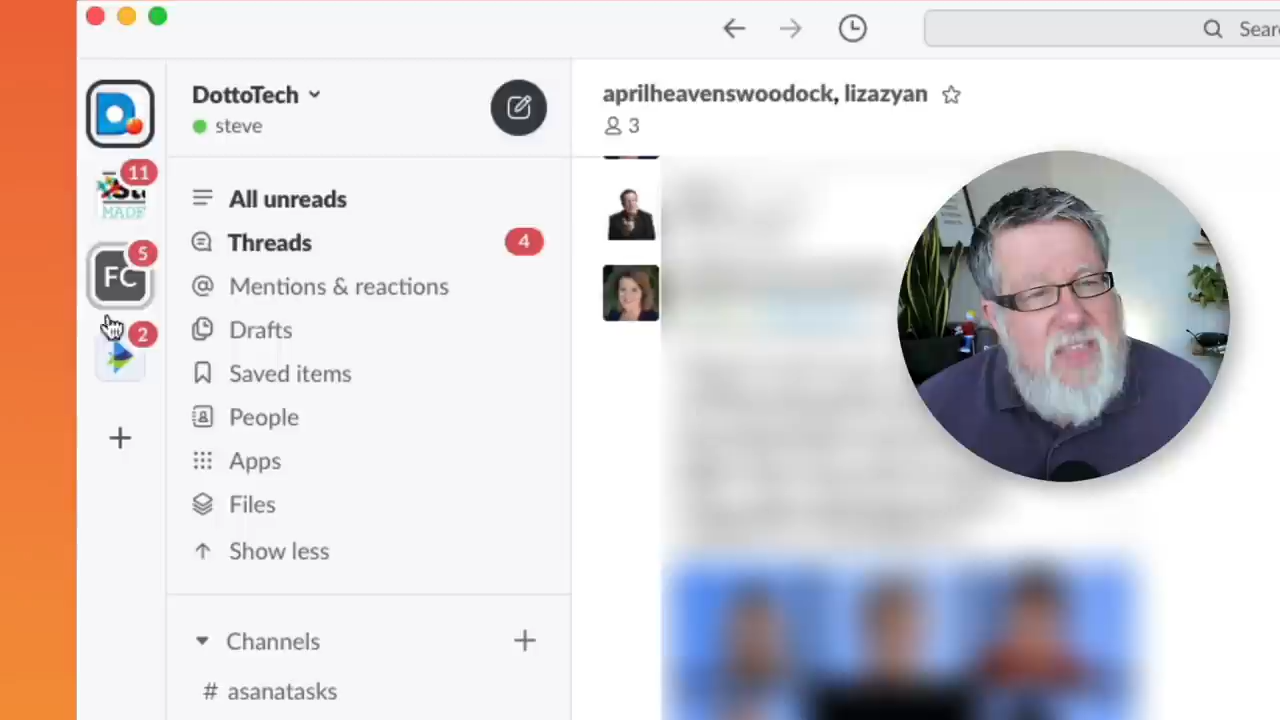 Sear
DottoTech
steve
aprilheavenswoodock, lizazyan
3
11
MADE
5
FC
2
All unreads
Threads
4
Mentions & reactions
Drafts
Saved items
People
Apps
Files
Show less
Channels
# asanatasks